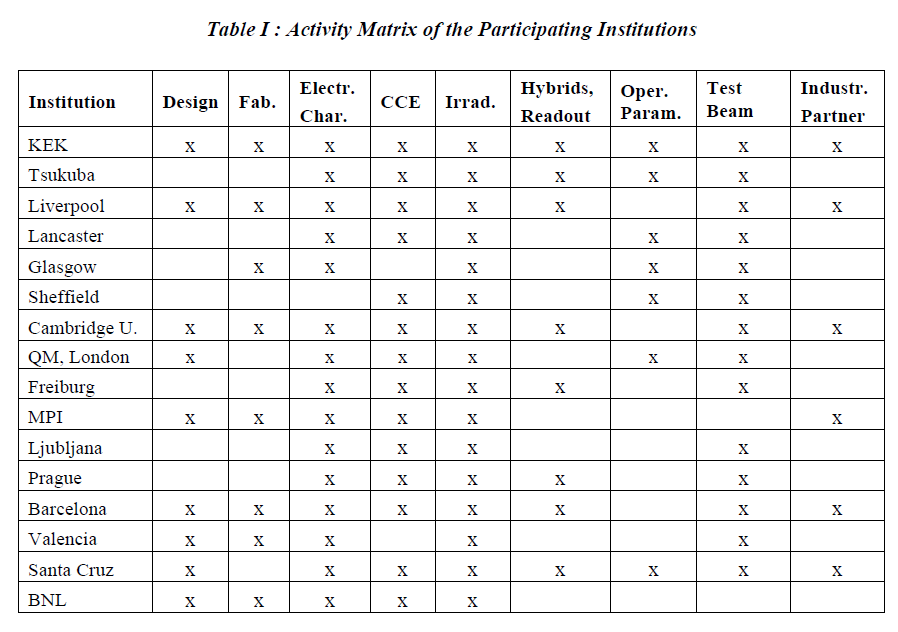 Table I : Activity Matrix of the Participating Institutions
Institution Design Fab. Electr. Char. CCE Irrad. Hybrids, Readout Oper. Param. Test Beam Industr. Partner
KEK x x x x x x x x x
Tsukuba x x x x x x
Liverpool x x x x x x x x
Lancaster x x x x x
Glasgow x x x x x
Sheffield x x x x
Cambridge U. x x x x x x x x
QM, London x x x x x x
Freiburg x x x x x
MPI x x x x x x
Ljubljana x x x x
Prague x x x x x
Barcelona x x x x x x x x
Valencia x x x x x
Santa Cruz x x x x x x x x
BNL x x x x x